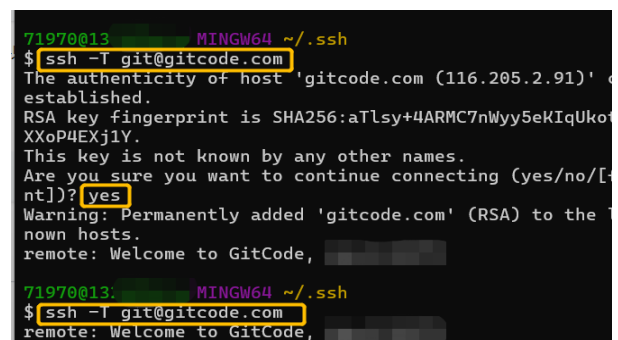 71970@13 MINGW64 ~/.ssh
$ ssh -T git@gitcode.com
The authenticity of host 'gitcode.com (116.205.2.91)'
established.
RSA key fingerprint is SHA256:aTlsy+4ARMC7nWyy5eKIqUkot
XXoP4EXj1Y.
This key is not known by any other names.
Are you sure you want to continue connecting (yes/no/[
nt])? yes
Warning: Permanently added 'gitcode.com' (RSA) to the
nown hosts.
remote: Welcome to GitCode,
71970@13 MINGW64 ~/.ssh
$ ssh -T git@gitcode.com
remote: Welcome to GitCode,